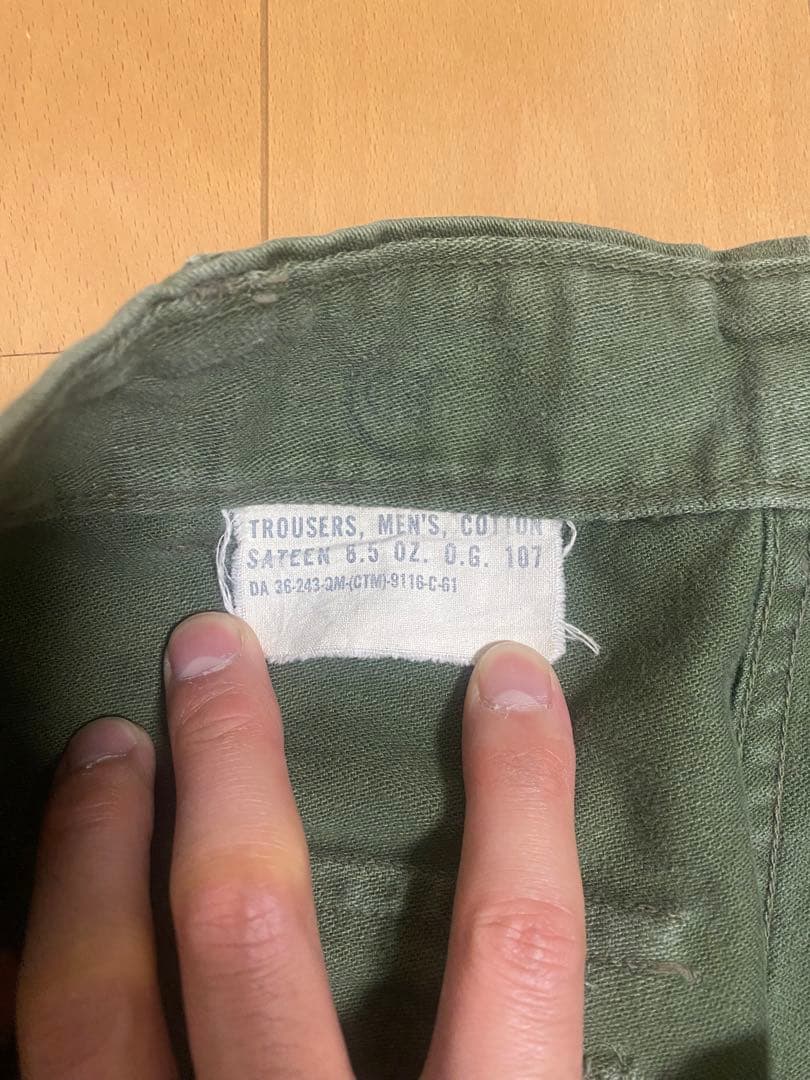 TROUSERS, MEN'S, COTTON
SATEEN 8.5 OZ. O.G. 107
DA 36-243-QM-(CTM)-9116-C-61